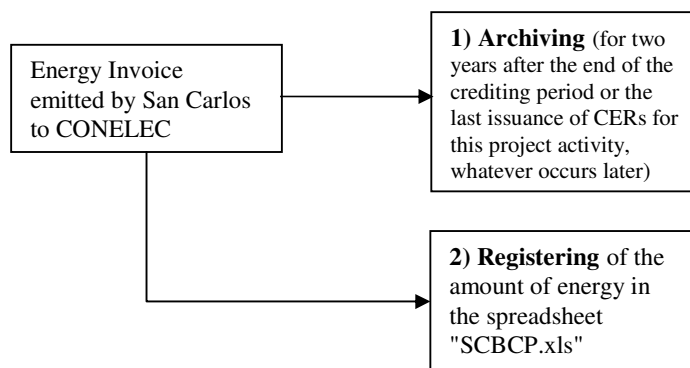 Energy Invoice
emitted by San Carlos
to CONELEC
1) Archiving (for two
years after the end of the
crediting period or the
last issuance of CERs for
this project activity,
whatever occurs later)
2) Registering of the
amount of energy in
the spreadsheet
"SCBCP.xls"